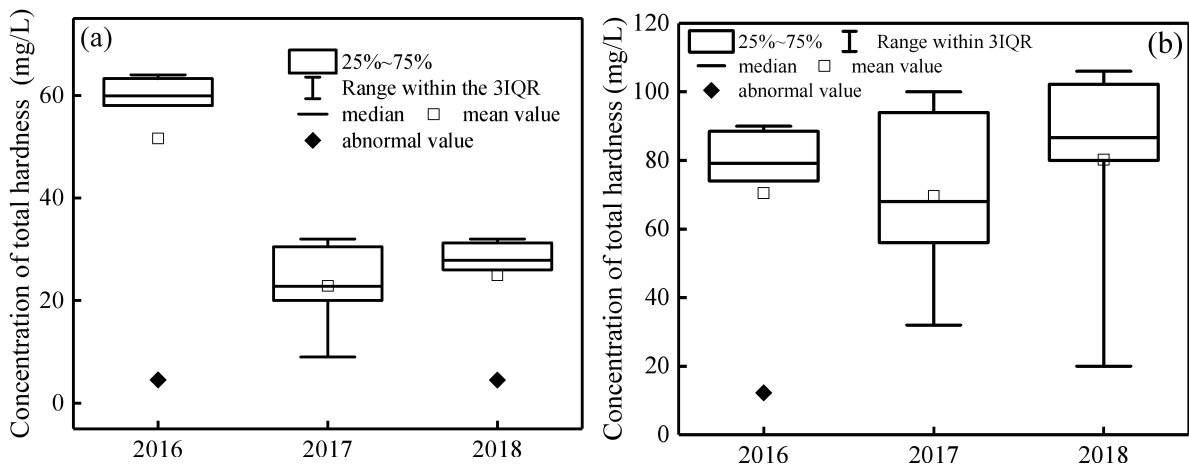 (a)
Concentration of total hardness (mg/L)
60
40
20
0
25%~75%
Range within the 3IQR
median mean value
abnormal value
2016 2017 2018
(b)
Concentration of total hardness (mg/L)
120
100
80
60
40
20
0
25%~75% Range within 3IQR
median mean value
abnormal value
2016 2017 2018